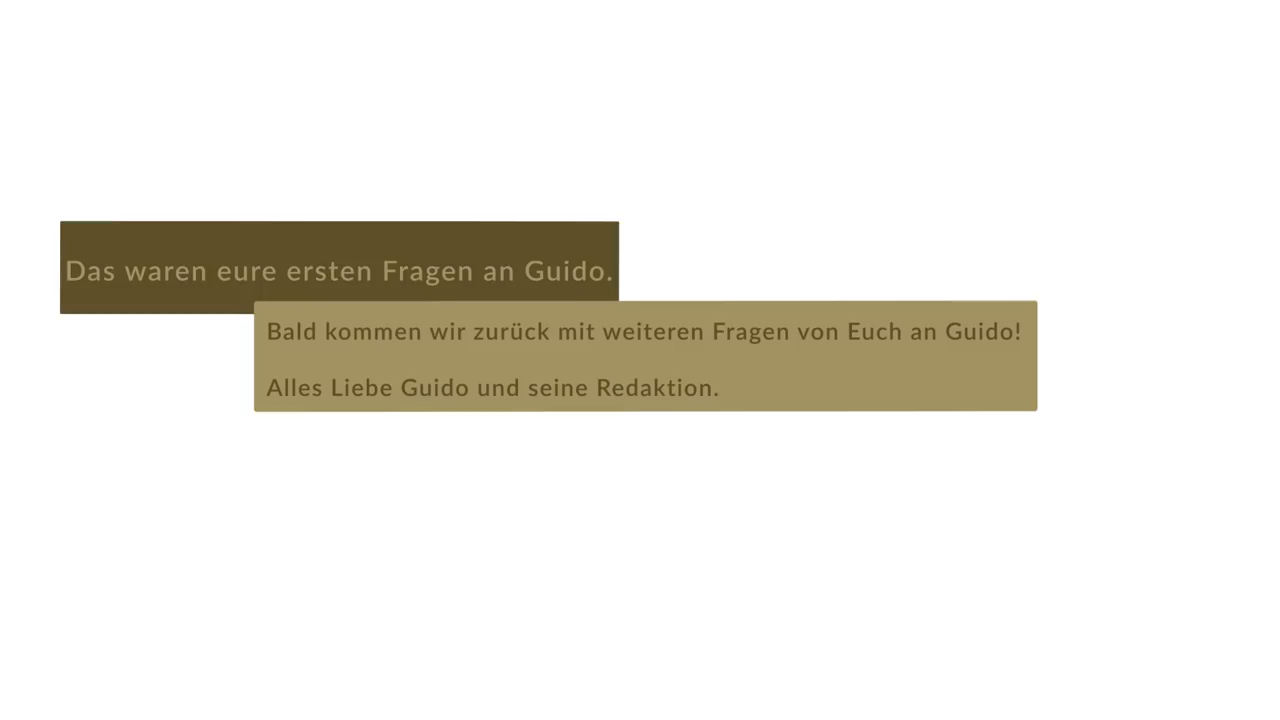 Das waren eure ersten Fragen an Guido.
Bald kommen wir zurück mit weiteren Fragen von Euch an Guido!
Alles Liebe Guido und seine Redaktion.